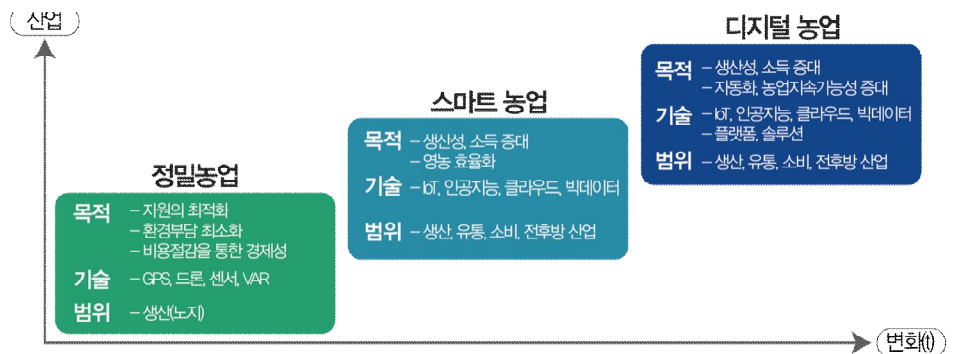 산업
디지털 농업
목적 – 생산성, 소득 증대
– 자동화, 농업지속가능성 증대
기술 – IoT, 인공지능, 클라우드, 빅데이터
– 플랫폼, 솔루션
범위 – 생산, 유통, 소비, 전후방 산업
스마트 농업
목적 – 생산성, 소득 증대
– 영농 효율화
기술 – IoT, 인공지능, 클라우드, 빅데이터
범위 – 생산, 유통, 소비, 전후방 산업
정밀농업
목적 – 자원의 최적화
– 환경부담 최소화
– 비용절감을 통한 경제성
기술 – GPS, 드론, 센서, VAR
범위 – 생산(노지)
변화(t)